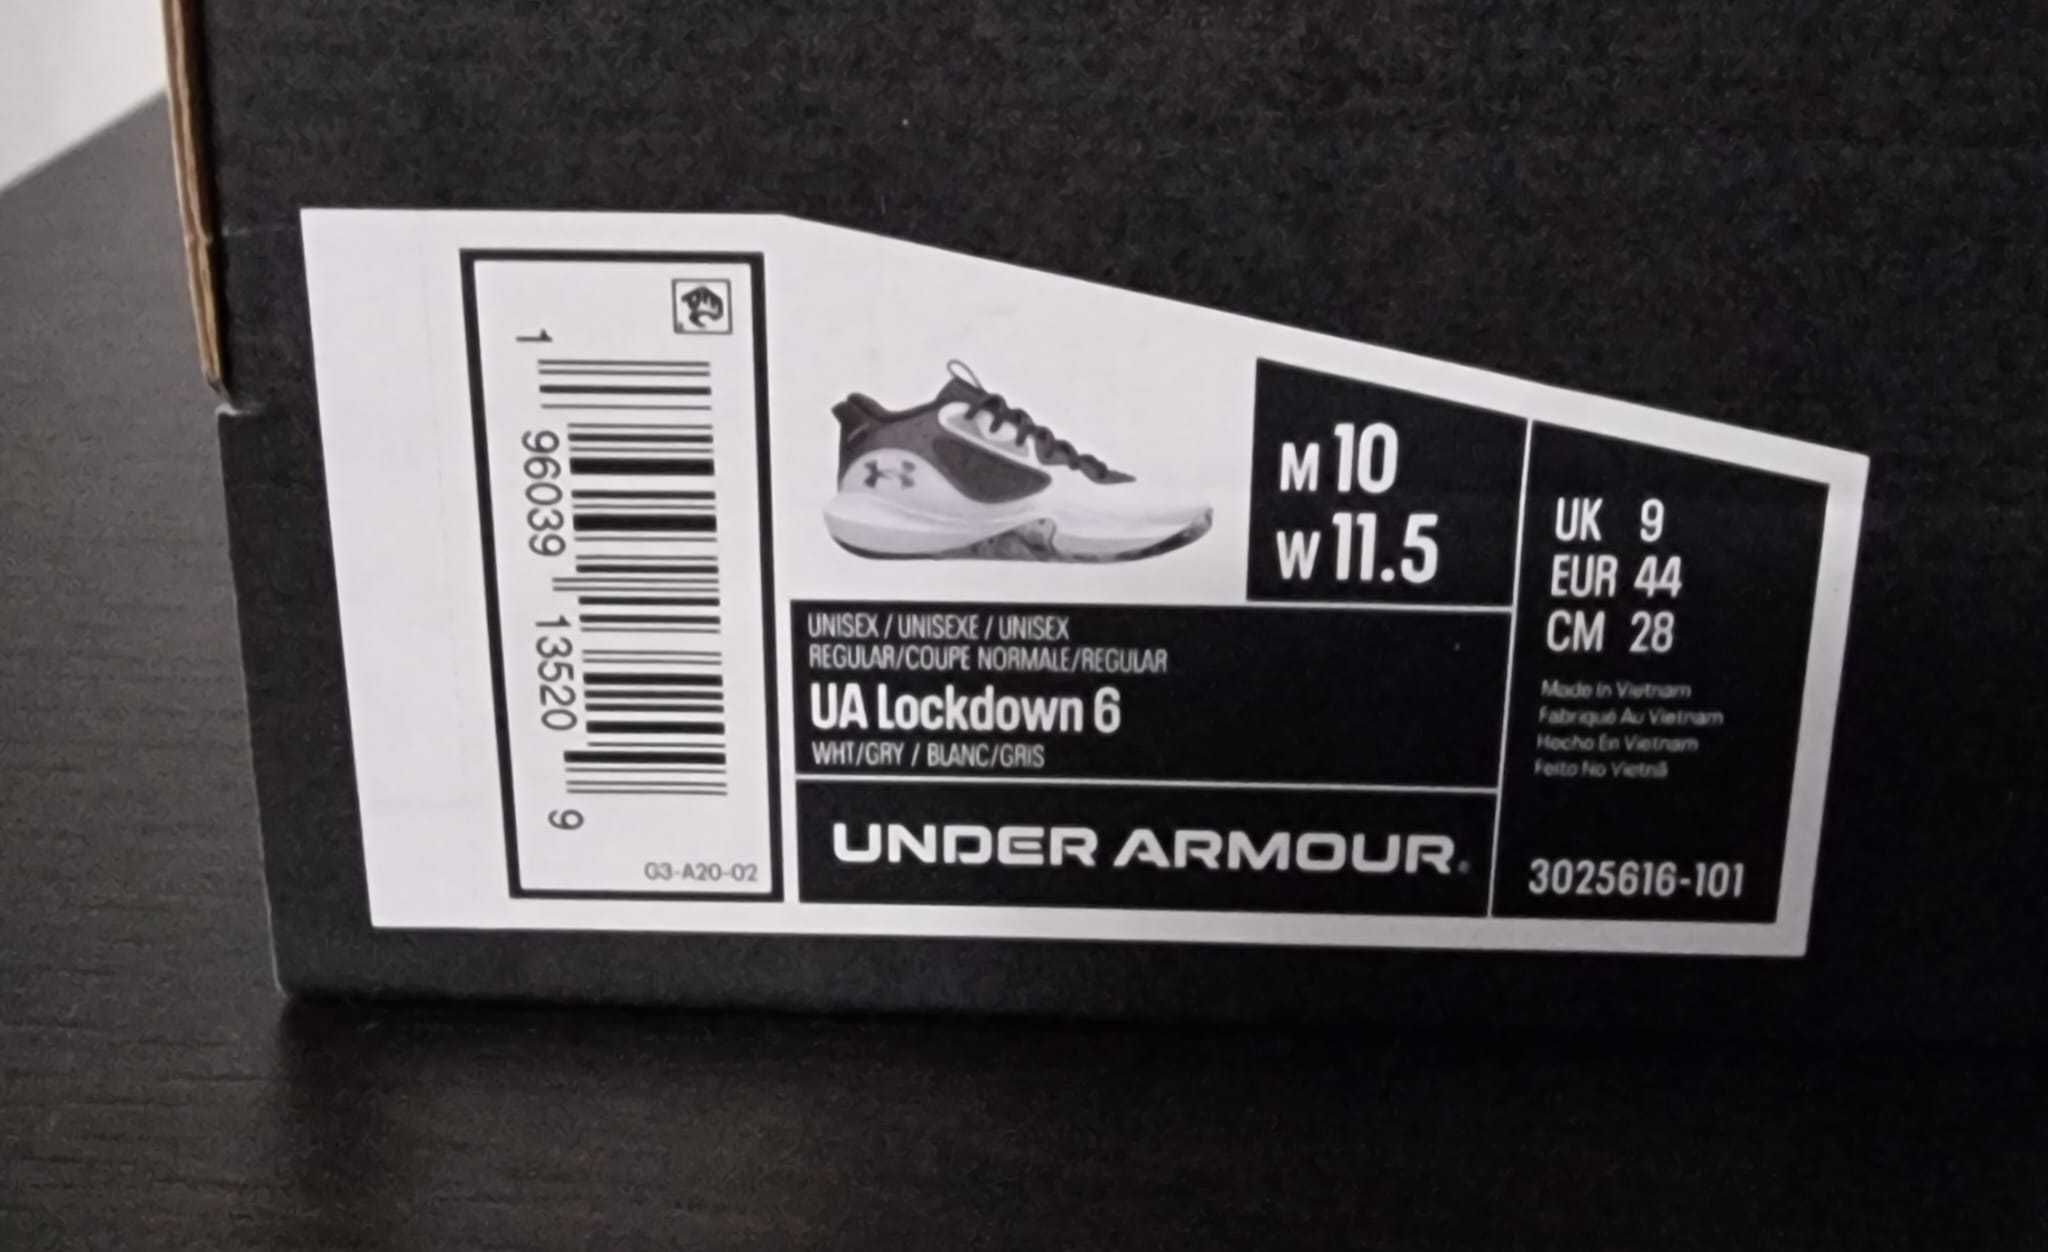 1 96039 13520 9
03-A20-02
M 10
W 11.5
UNISEX / UNISEXE / UNISEX
REGULAR/COUPE NORMALE/REGULAR
UA Lockdown 6
WHT/GRY / BLANC/GRIS
UNDER ARMOUR®
UK 9
EUR 44
CM 28
Made In Vietnam
Fabriqué Au Vietnam
Hecho En Vietnam
Feito No Vietnã
3025616-101